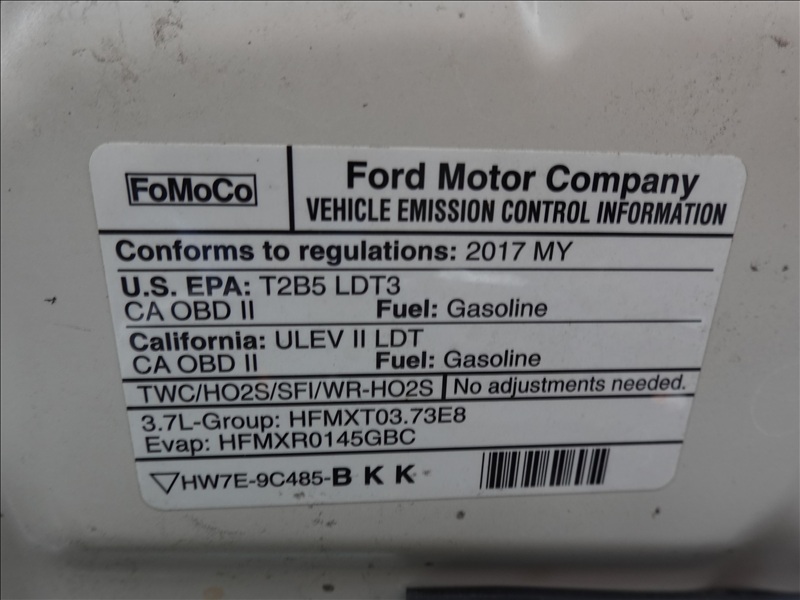 FoMoCo
Ford Motor Company
VEHICLE EMISSION CONTROL INFORMATION
Conforms to regulations: 2017 MY
U.S. EPA: T2B5 LDT3
CA OBD II Fuel: Gasoline
California: ULEV II LDT
CA OBD II Fuel: Gasoline
TWC/HO2S/SFI/WR-HO2S No adjustments needed.
3.7L-Group: HFMXT03.73E8
Evap: HFMXR0145GBC
HW7E-9C485-B K K